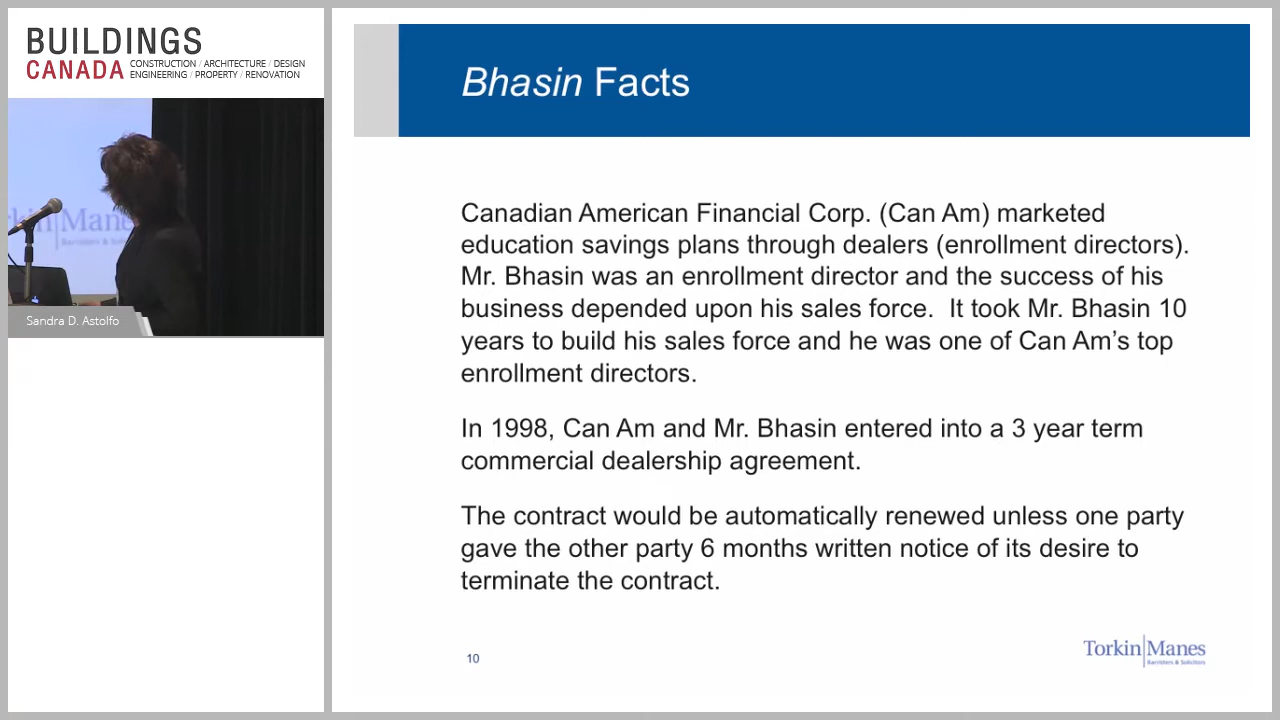 BUILDINGS
CANADA
CONSTRUCTION / ARCHITECTURE / DESIGN
ENGINEERING / PROPERTY / RENOVATION
Bhasin Facts
Canadian American Financial Corp. (Can Am) marketed
education savings plans through dealers (enrollment directors).
Mr. Bhasin was an enrollment director and the success of his
business depended upon his sales force.  It took Mr. Bhasin 10
years to build his sales force and he was one of Can Am’s top
enrollment directors.
In 1998, Can Am and Mr. Bhasin entered into a 3 year term
commercial dealership agreement.
The contract would be automatically renewed unless one party
gave the other party 6 months written notice of its desire to
terminate the contract.
10
Torkin Manes
Barristers & Solicitors
kin Manes
Barristers & Solic
Sandra D. Astolfo